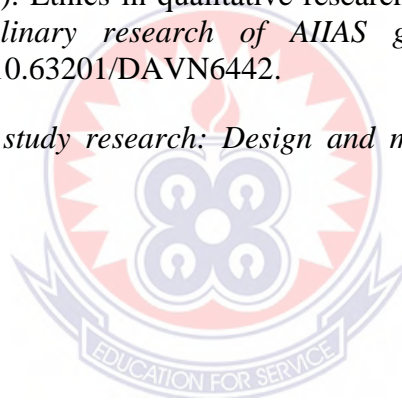 ). Ethics in qualitative research
linary research of AIIAS g
10.63201/DAVN6442.
study research: Design and m
EDUCATION FOR SERVICE